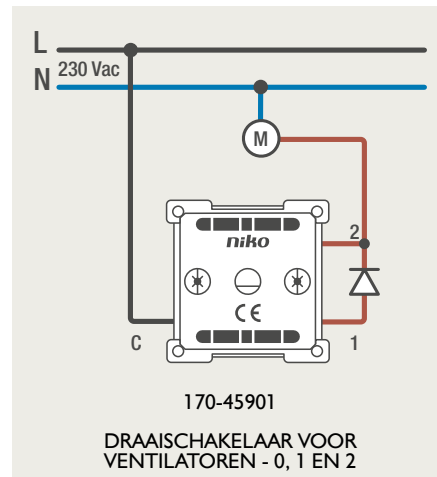 L
230 Vac
N
M
2
niko
CE
C
1
170-45901
DRAAISCHAKELAAR VOOR
VENTILATOREN - 0, 1 EN 2